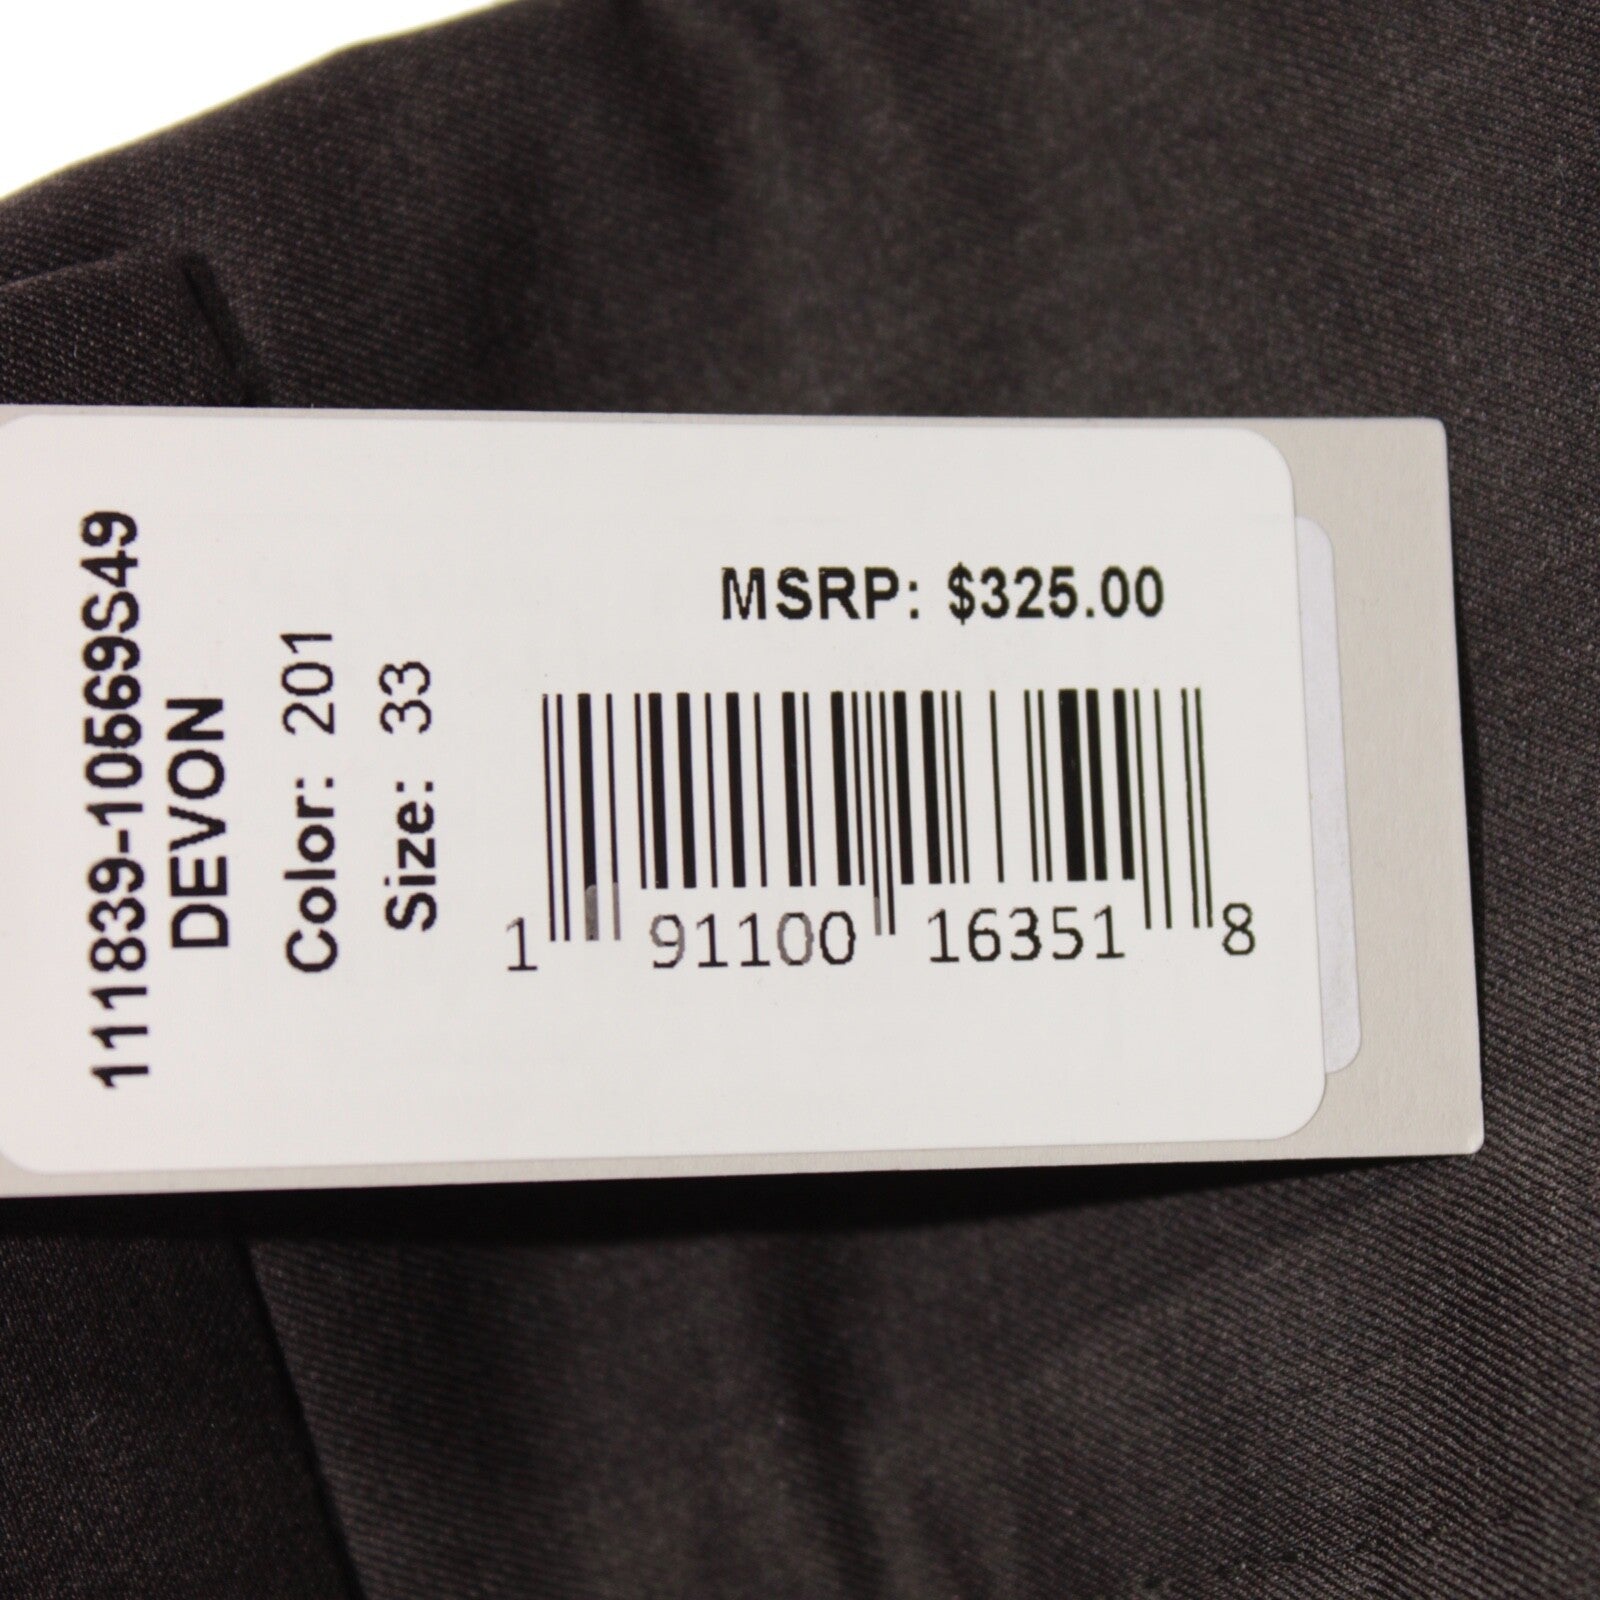 111839-10569S49
DEVON
Color: 201
Size: 33
MSRP: $325.00
1 91100 16351 8